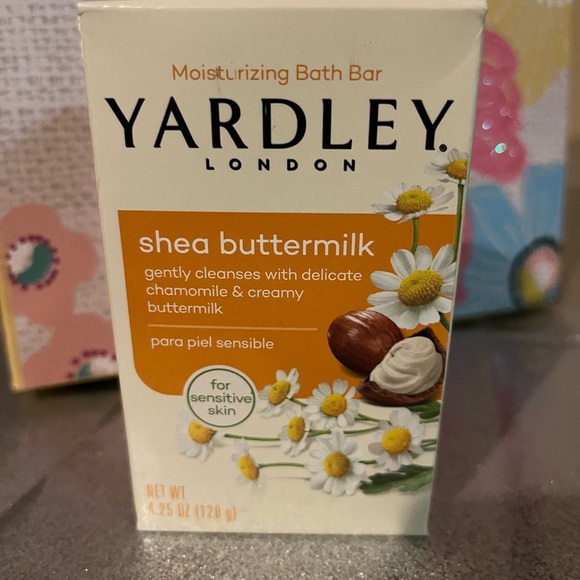 Moisturizing Bath Bar
YARDLEY®
LONDON
shea buttermilk
gently cleanses with delicate
chamomile & creamy
buttermilk
para piel sensible
for
sensitive
skin
NET WT
4.25 OZ (120 g)